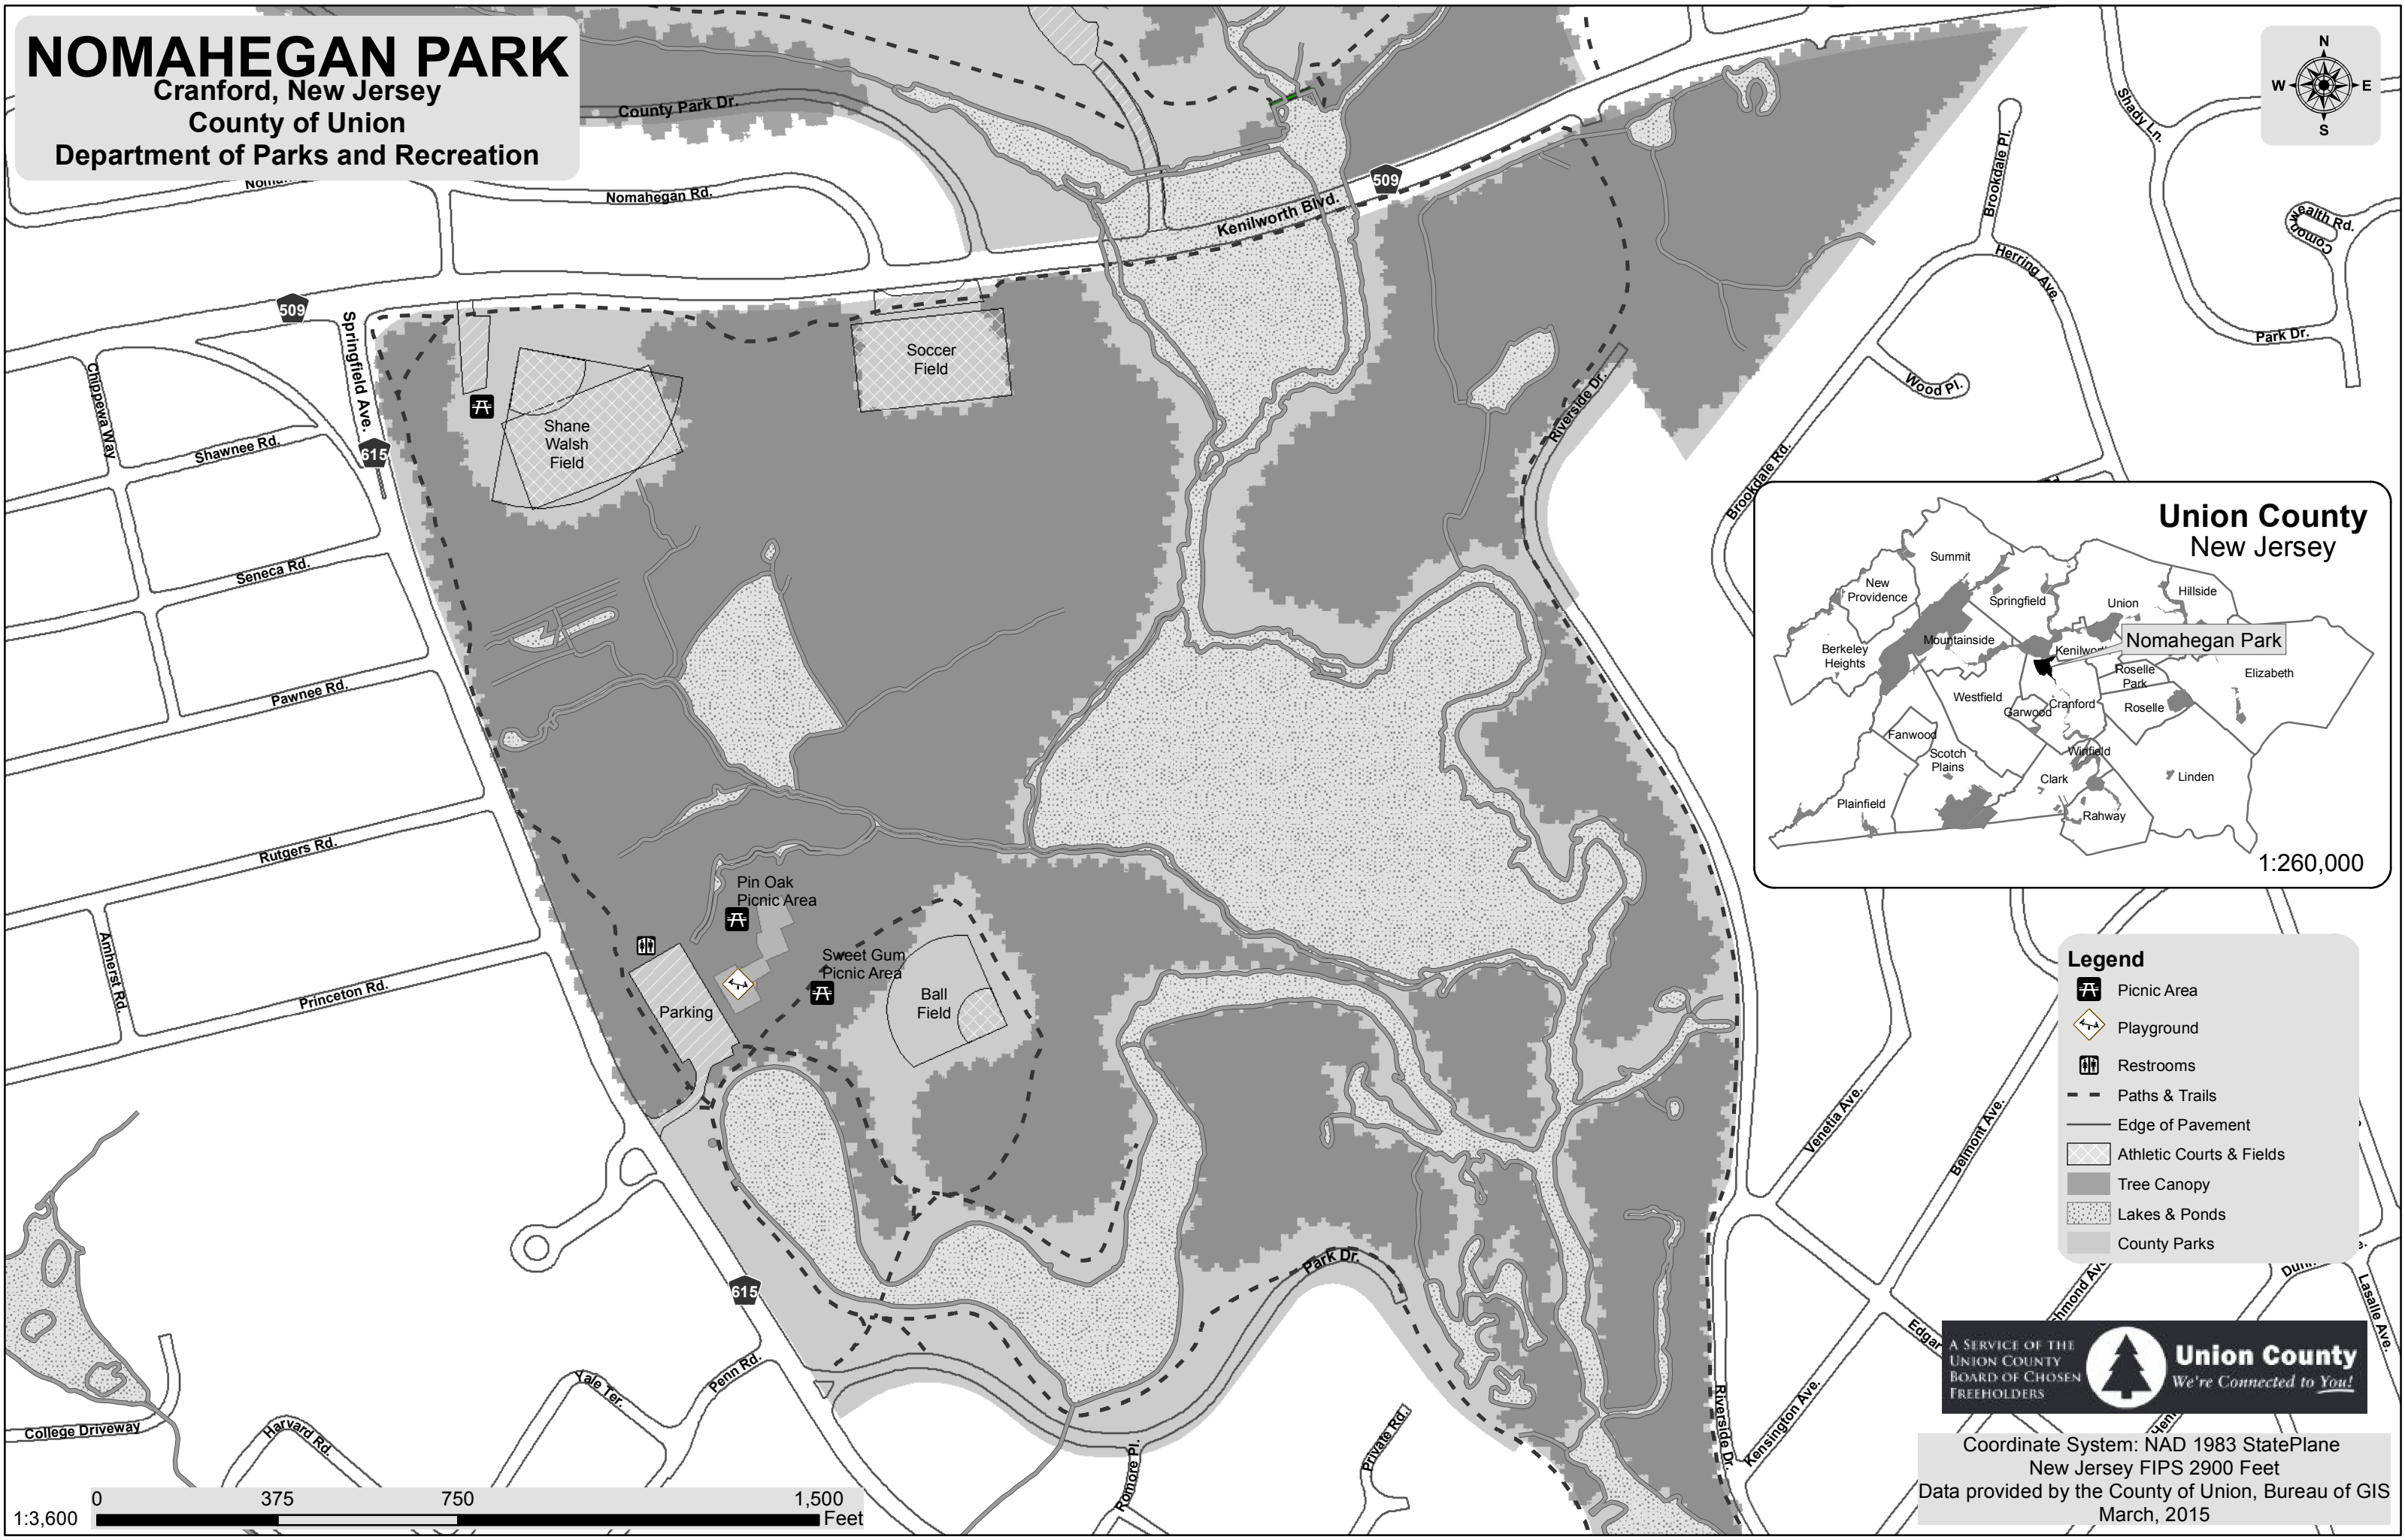 NOMAHEGAN PARK
Cranford, New Jersey
County of Union
Department of Parks and Recreation
County Park Dr.
Nomahegan Rd.
Kenilworth Blvd.
509
509
Springfield Ave.
615
Chippewa Way
Shawnee Rd.
Seneca Rd.
Pawnee Rd.
Rutgers Rd.
Amherst Rd.
Princeton Rd.
Shane
Walsh
Field
Soccer
Field
Pin Oak
Picnic Area
Sweet Gum
Picnic Area
Ball
Field
Parking
615
Penn Rd.
Yale Ter.
Harvard Rd.
College Driveway
Park Dr.
Romore Pl.
Private Rd.
Riverside Dr.
Riverside Dr.
Kensington Ave.
Venetia Ave.
Belmont Ave.
Edgar
Lasalle Ave.
Brookdale Pl.
Brookdale Rd.
Herring Ave.
Wood Pl.
Shady Ln.
Comon
wealth Rd.
Park Dr.
N
W E
S
Union County
New Jersey
Summit
New
Providence
Springfield
Union
Hillside
Berkeley
Heights
Mountainside
Nomahegan Park
Roselle
Park
Elizabeth
Westfield
Garwood
Cranford
Roselle
Fanwood
Scotch
Plains
Winfield
Clark
Linden
Plainfield
Rahway
1:260,000
Legend
Picnic Area
Playground
Restrooms
Paths & Trails
Edge of Pavement
Athletic Courts & Fields
Tree Canopy
Lakes & Ponds
County Parks
A SERVICE OF THE
UNION COUNTY
BOARD OF CHOSEN
FREEHOLDERS
Union County
We're Connected to You!
Coordinate System: NAD 1983 StatePlane
New Jersey FIPS 2900 Feet
Data provided by the County of Union, Bureau of GIS
March, 2015
0 375 750 1,500
1:3,600 Feet